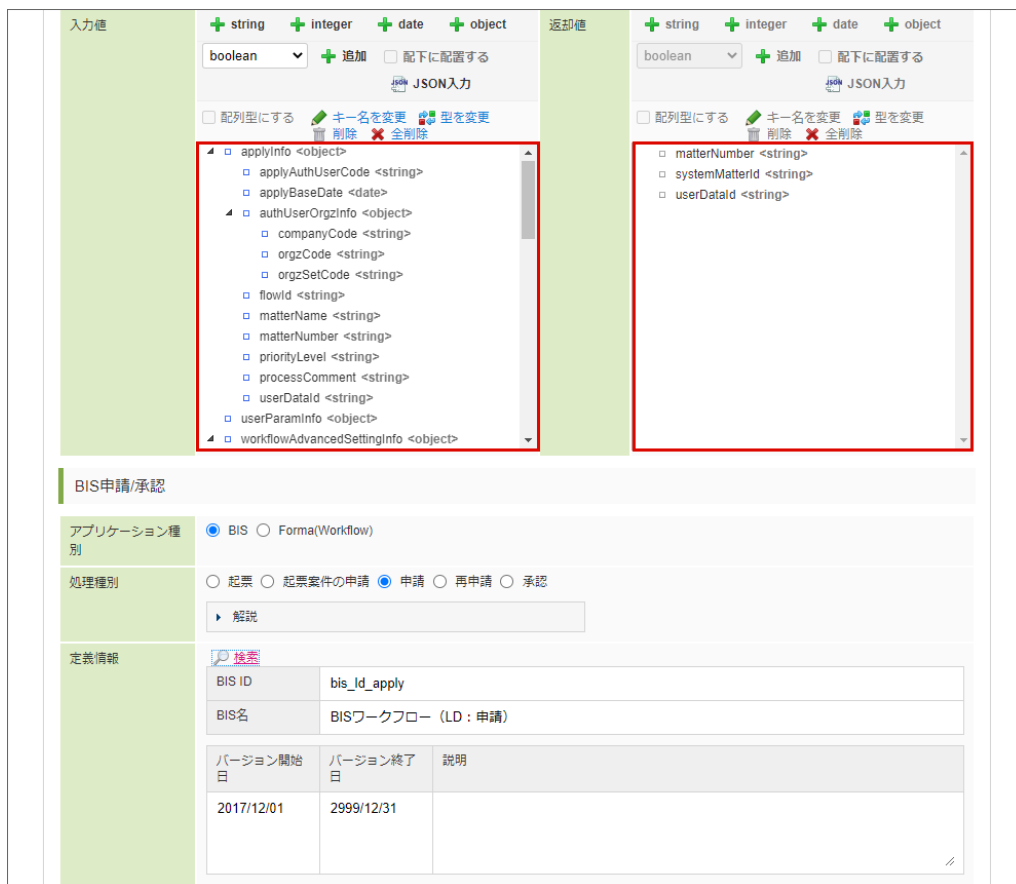 入力値
string integer date object
boolean 追加 配下に配置する
JSON入力
配列型にする キー名を変更 型を変更
削除 全削除
applyInfo <object>
applyAuthUserCode <string>
applyBaseDate <date>
authUserOrgzInfo <object>
companyCode <string>
orgzCode <string>
orgzSetCode <string>
flowId <string>
matterName <string>
matterNumber <string>
priorityLevel <string>
processComment <string>
userDataId <string>
userParamInfo <object>
workflowAdvancedSettingInfo <object>
返却値
string integer date object
boolean 追加 配下に配置する
JSON入力
配列型にする キー名を変更 型を変更
削除 全削除
matterNumber <string>
systemMatterId <string>
userDataId <string>
BIS申請/承認
アプリケーション種
別
BIS Forma(Workflow)
処理種別
起票 起票案件の申請 申請 再申請 承認
解説
定義情報
検索
BIS ID bis_ld_apply
BIS名 BISワークフロー（LD：申請）
バージョン開始
日
バージョン終了
日
説明
2017/12/01 2999/12/31